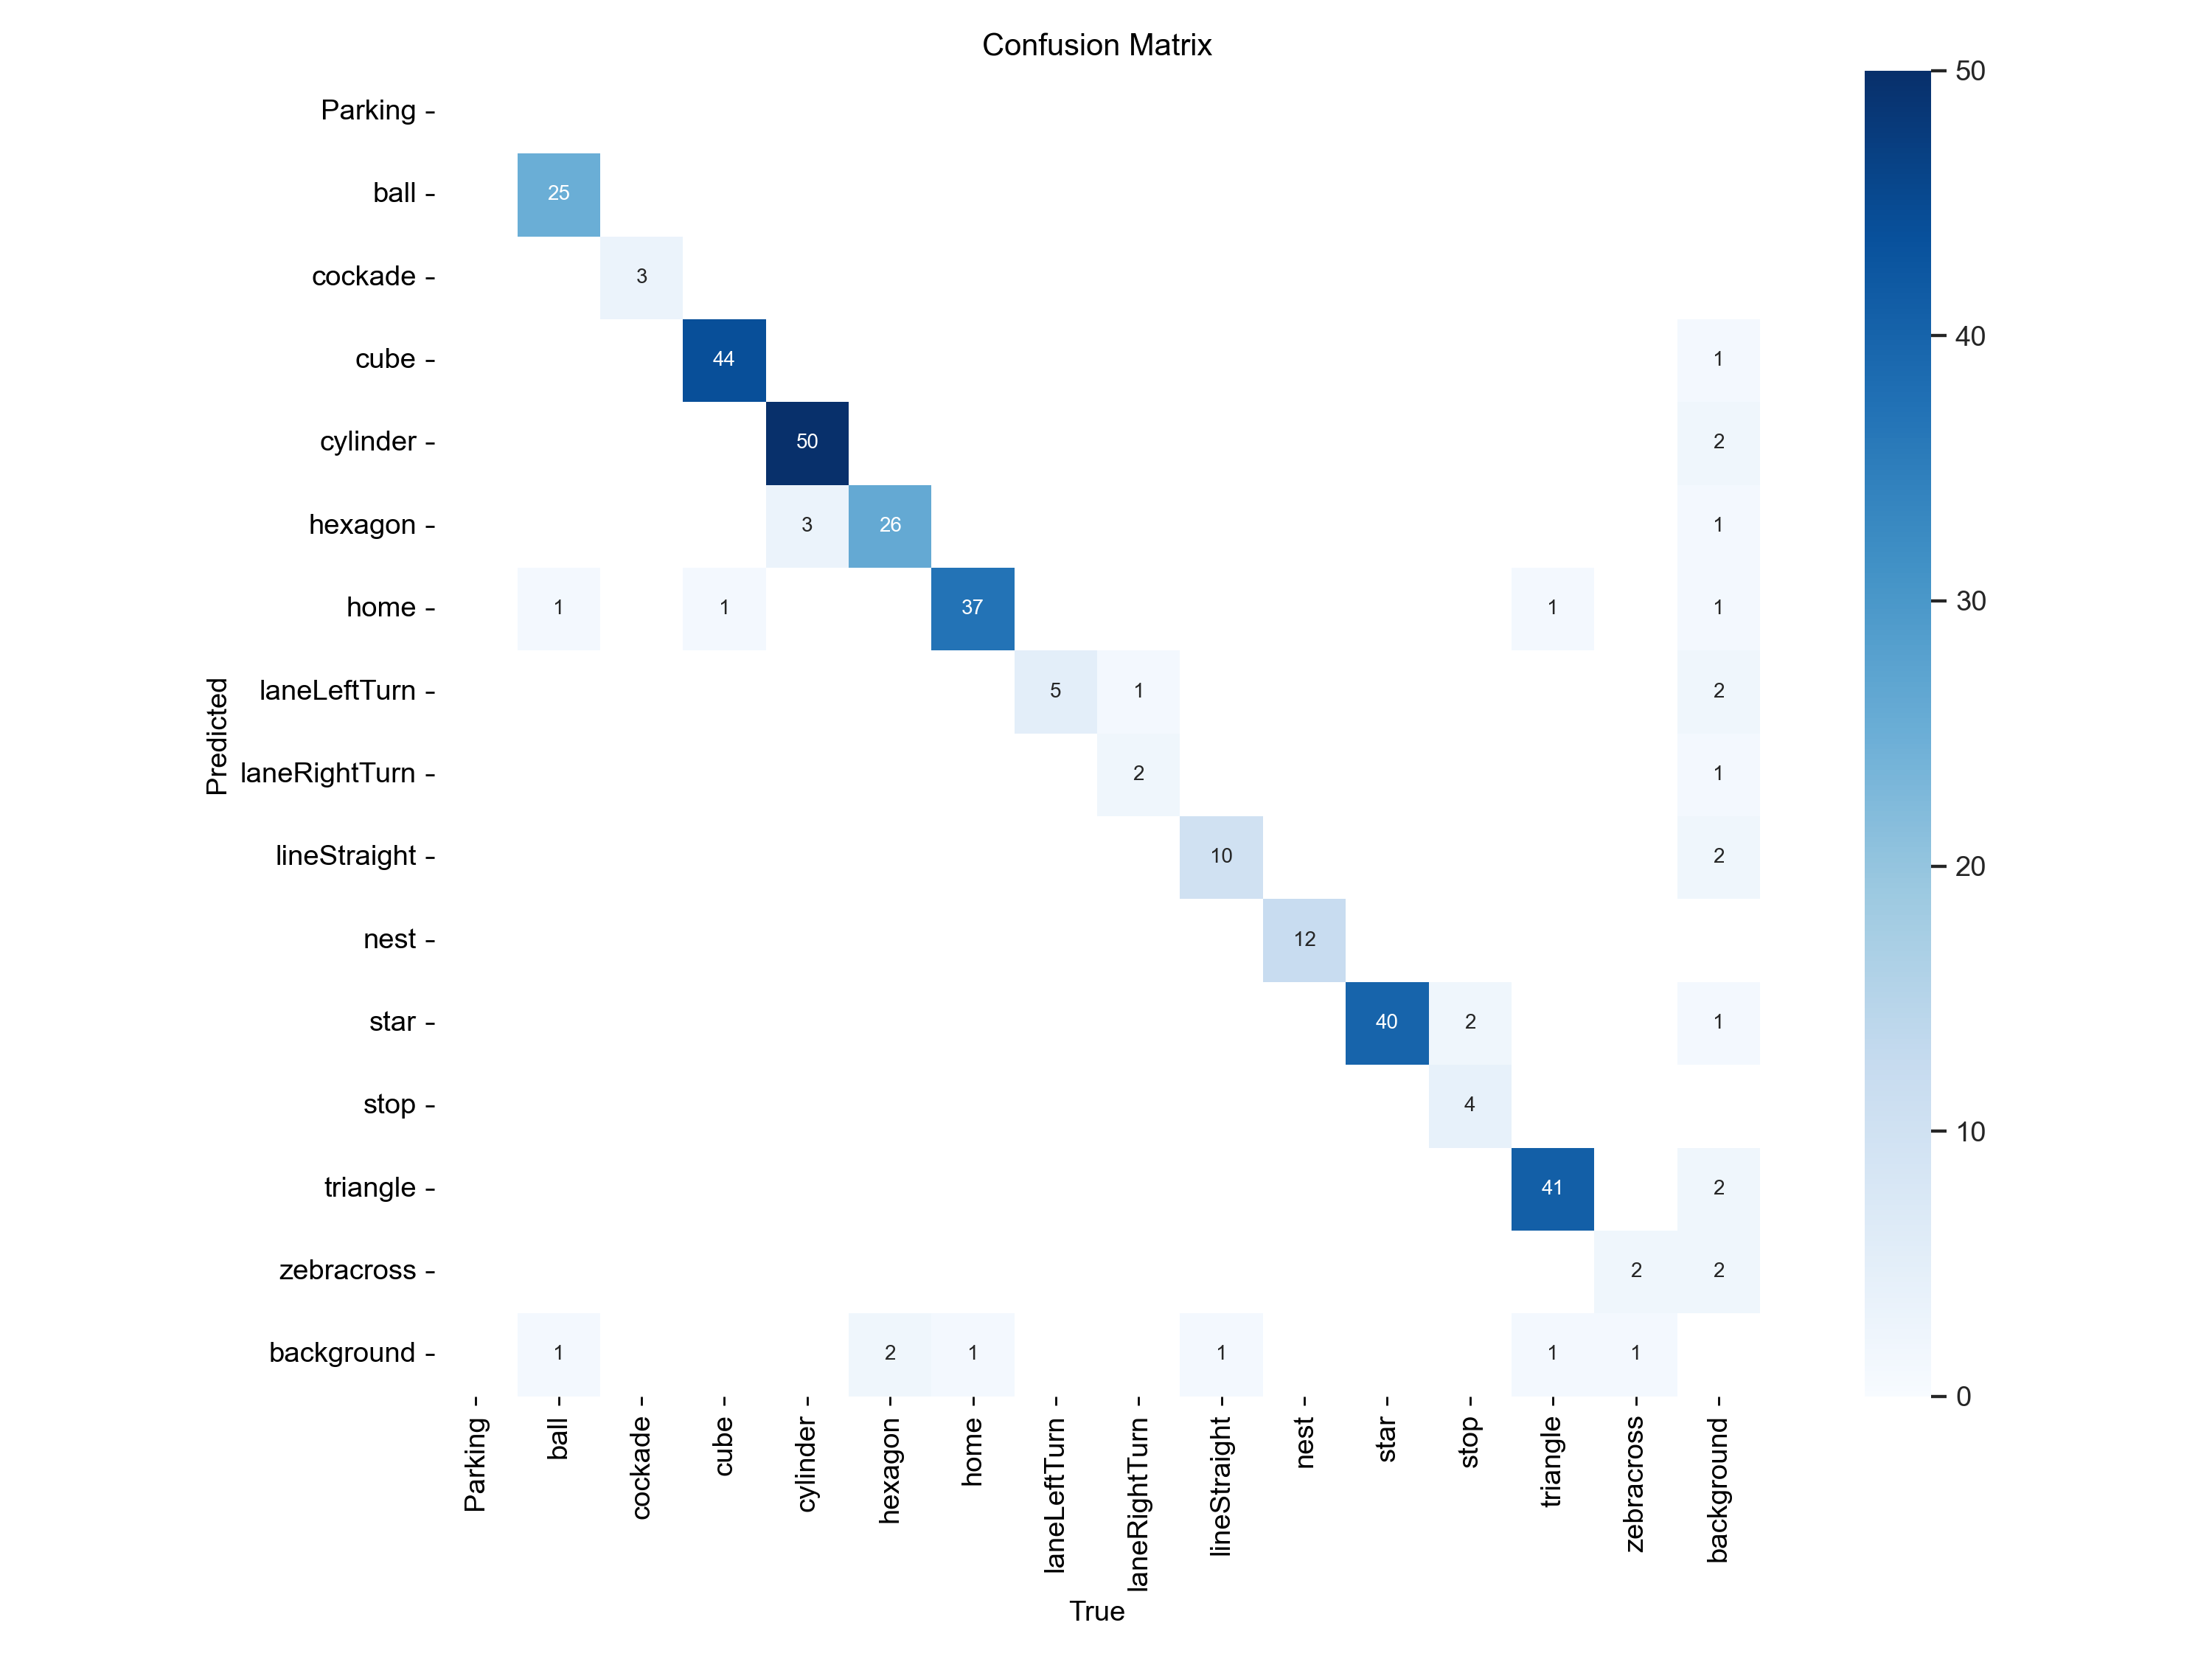 Confusion Matrix
Parking
ball 25
cockade 3
cube 44 1
cylinder 50 2
hexagon 3 26 1
home 1 1 37 1 1
laneLeftTurn 5 1 2
laneRightTurn 2 1
lineStraight 10 2
nest 12
star 40 2 1
stop 4
triangle 41 2
zebracross 2 2
background 1 2 1 1 1 1
Predicted
Parking ball cockade cube cylinder hexagon home laneLeftTurn laneRightTurn lineStraight nest star stop triangle zebracross background
True
50
40
30
20
10
0